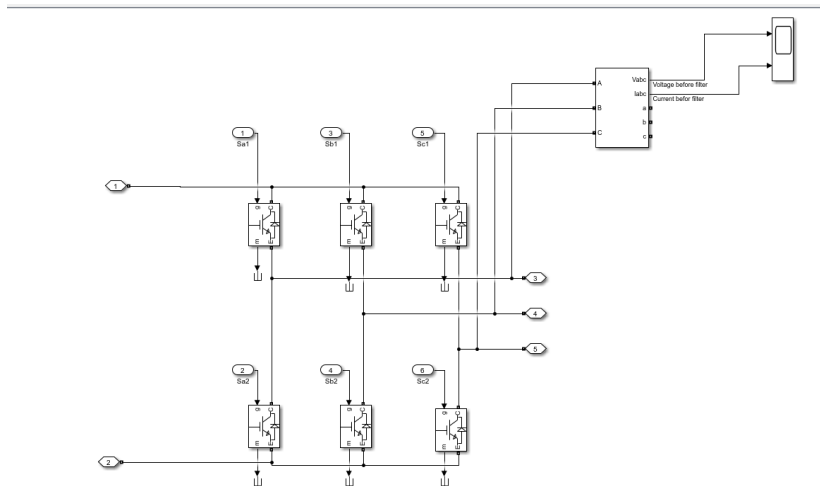 Vabc
A
Voltage before filter
Iabc
Current befor filter
B
a
b
C
c
1
3
5
Sa1
Sb1
Sc1
1
g C
g C
g C
m E
m E
m E
3
4
5
2
4
6
Sa2
Sb2
Sc2
g C
g C
g C
m E
m E
m E
2